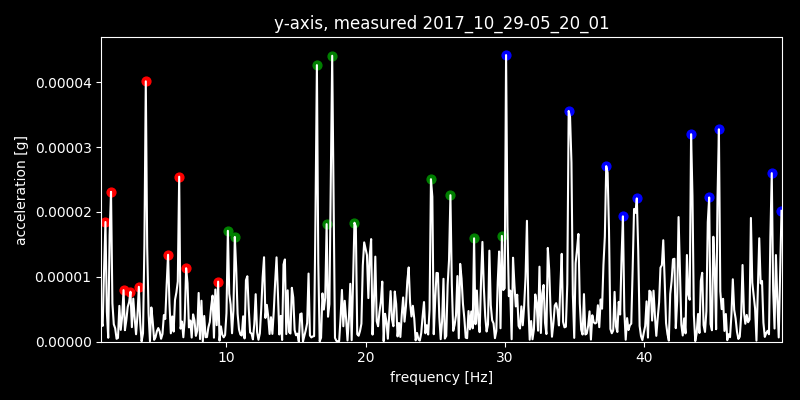 y-axis, measured 2017_10_29-05_20_01
acceleration [g]
0.00004
0.00003
0.00002
0.00001
0.00000
10 20 30 40
frequency [Hz]